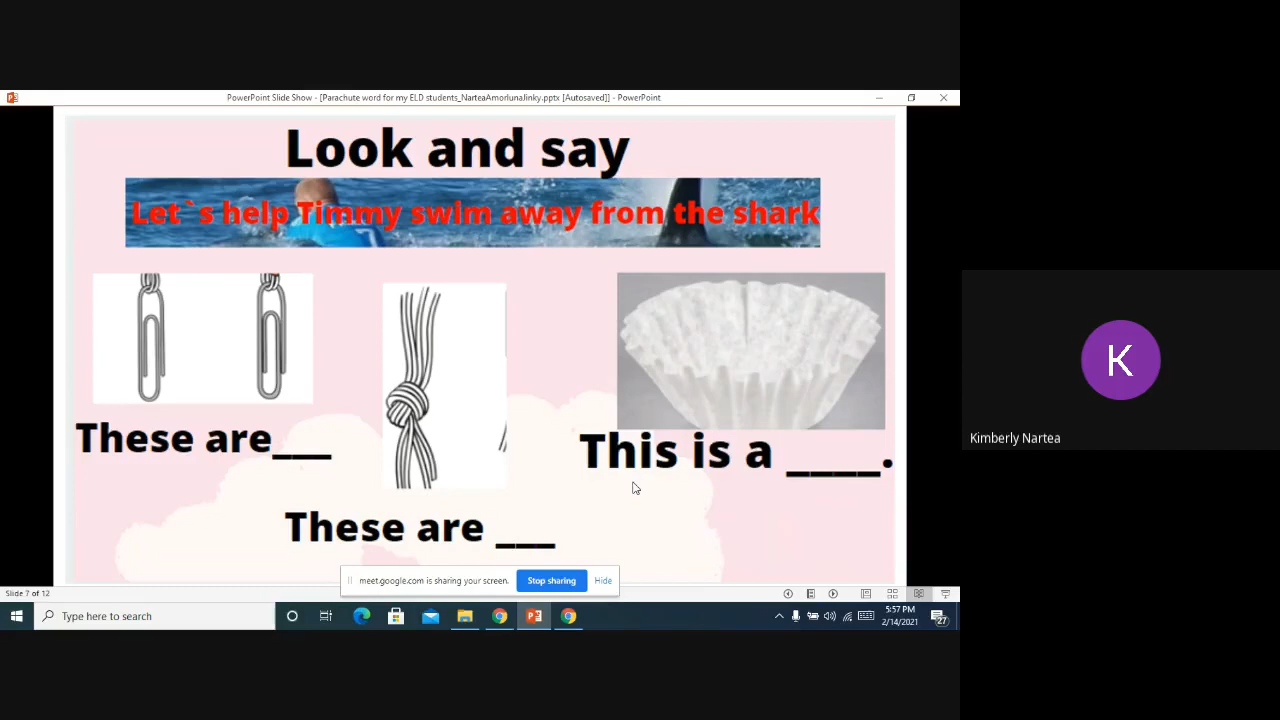 PowerPoint Slide Show - [Parachute word for my ELD students_NarteaAmorlunaJinky.pptx [Autosaved]] - PowerPoint
Look and say
Let`s help Timmy swim away from the shark
These are___
This is a ____.
These are ___
meet.google.com is sharing your screen.
Stop sharing
Hide
Slide 7 of 12
Type here to search
5:57 PM
2/14/2021
27
K
Kimberly Nartea